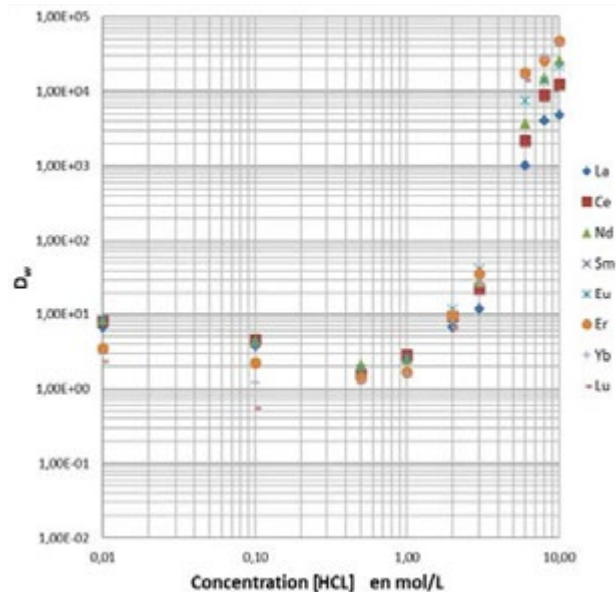 1,00E+05
1,00E+04
1,00E+03
1,00E+02
1,00E+01
1,00E+00
1,00E-01
1,00E-02
Dw
0,01
0,10
1,00
10,00
Concentration [HCL] en mol/L
La
Ce
Nd
Sm
Eu
Er
Yb
Lu